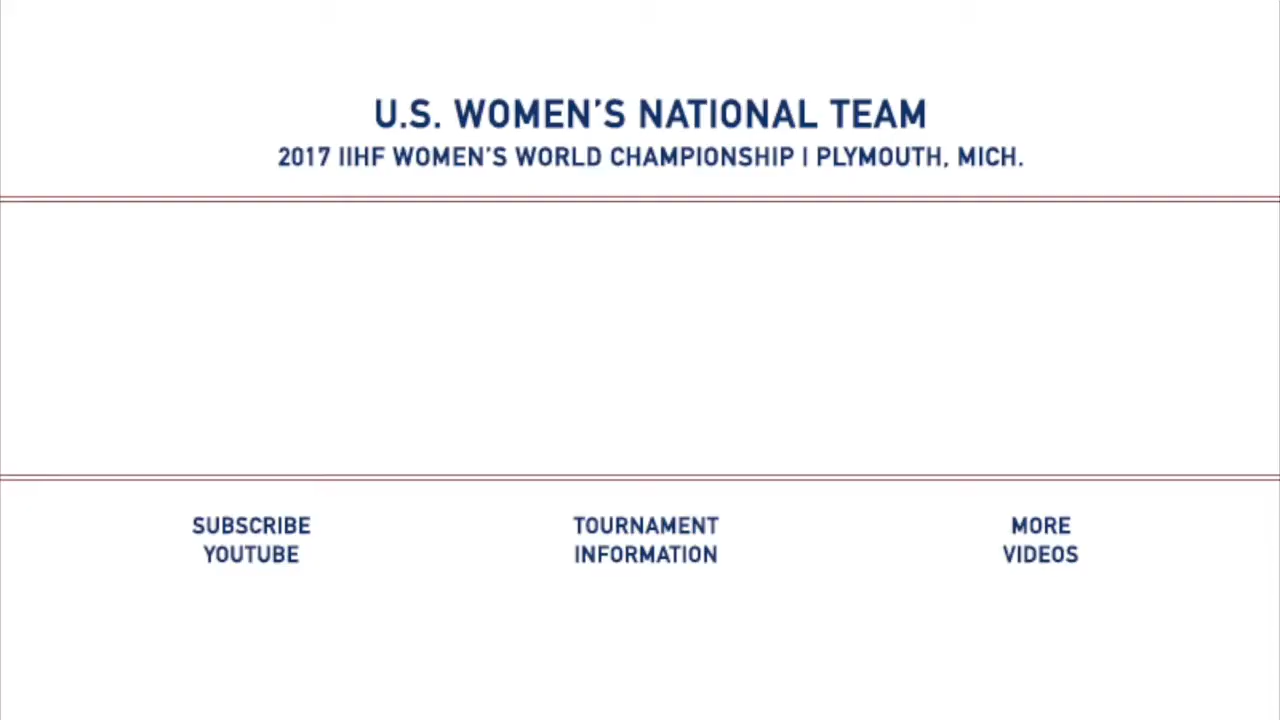 U.S. WOMEN'S NATIONAL TEAM
2017 IIHF WOMEN'S WORLD CHAMPIONSHIP | PLYMOUTH, MICH.
SUBSCRIBE
YOUTUBE
TOURNAMENT
INFORMATION
MORE
VIDEOS